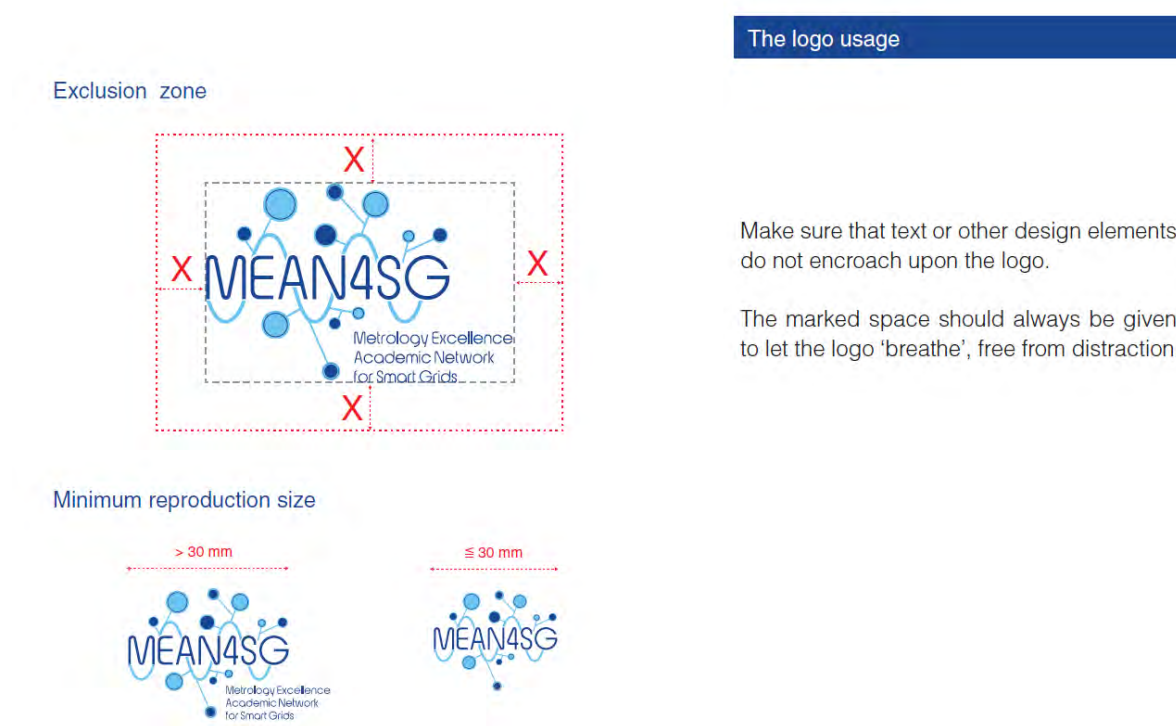 The logo usage
Exclusion zone
X
X
X
MEAN4SG
Metrology Excellence
Academic Network
for Smart Grids
X
Make sure that text or other design elements
do not encroach upon the logo.
The marked space should always be given
to let the logo ‘breathe’, free from distraction
Minimum reproduction size
> 30 mm
≦ 30 mm
MEAN4SG
Metrology Excellence
Academic Network
for Smart Grids
MEAN4SG